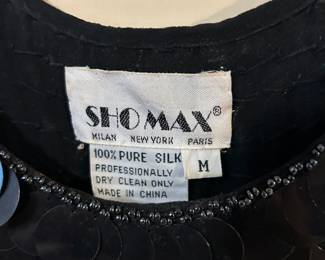 SHOMAX®
MILAN NEW YORK PARIS
100% PURE SILK
PROFESSIONALLY
DRY CLEAN ONLY
MADE IN CHINA
M